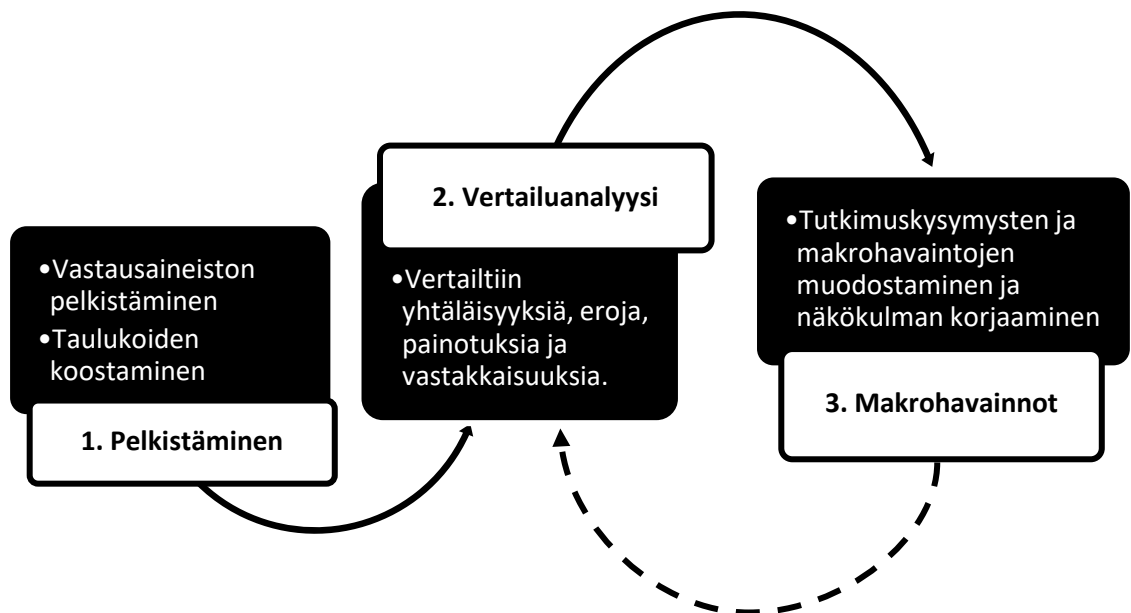 •Vastausaineiston
pelkistäminen
•Taulukoiden
koostaminen
1. Pelkistäminen
2. Vertailuanalyysi
•Vertailtiin
yhtäläisyyksiä, eroja,
painotuksia ja
vastakkaisuuksia.
•Tutkimuskysymysten ja
makrohavaintojen
muodostaminen ja
näkökulman korjaaminen
3. Makrohavainnot